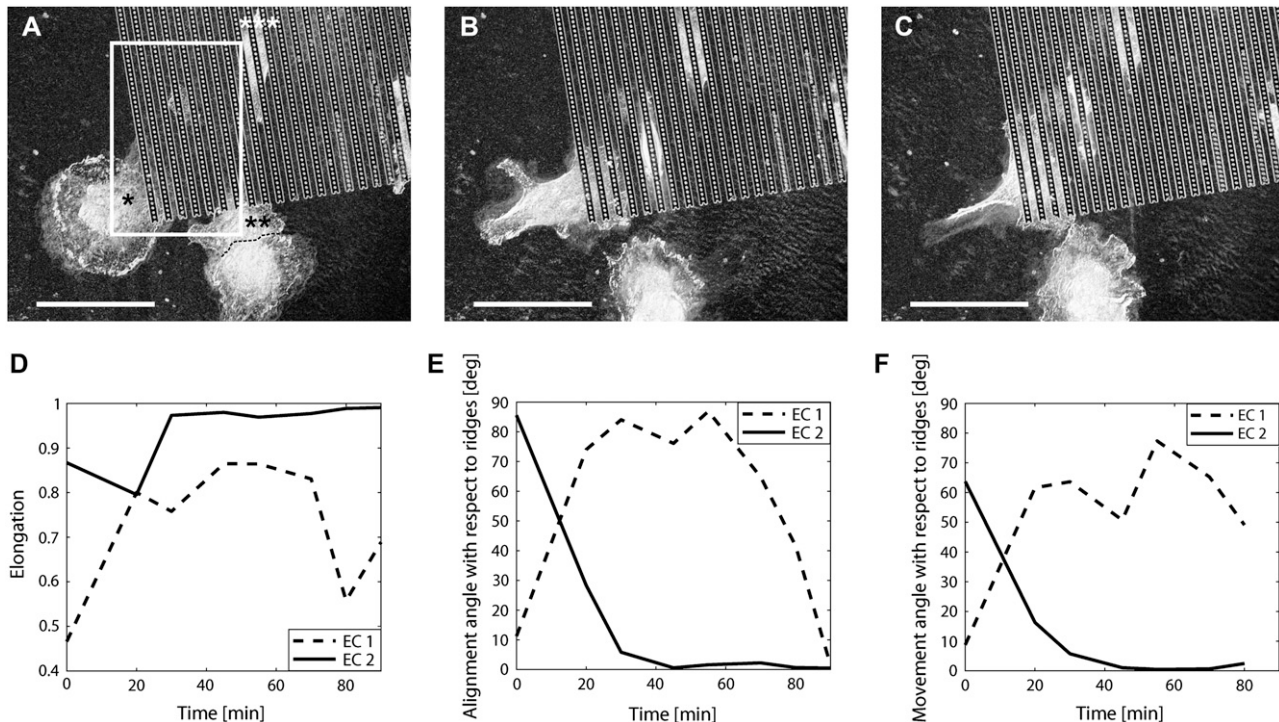 A
***
*
**
B
C
D
Elongation
1
0.9
0.8
0.7
0.6
0.5
0.4
0
20
40
60
80
Time [min]
EC 1
EC 2
E
Alignment angle with respect to ridges [deg]
90
80
70
60
50
40
30
20
10
0
0
20
40
60
80
Time [min]
EC 1
EC 2
F
Movement angle with respect to ridges [deg]
90
80
70
60
50
40
30
20
10
0
0
20
40
60
80
Time [min]
EC 1
EC 2